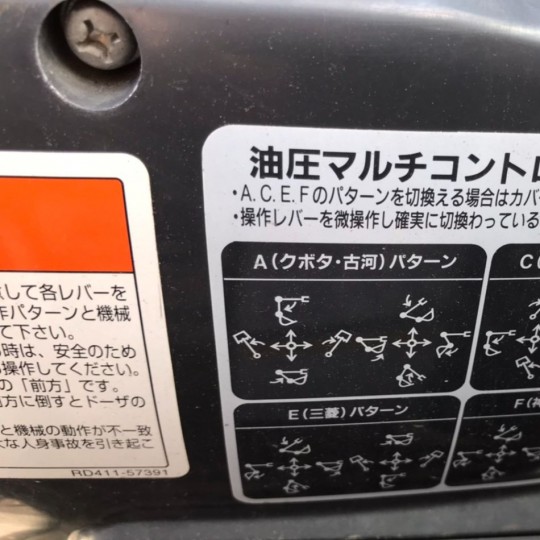 して各レバーを
作パターンと機械
て下さい。
時は、安全のため
操作してください。
の「前方」です。
方に倒すとドーザの
と機械の動作が不一致
な人身事故を引き起こ
RD411-57391
油圧マルチコントロ
・A.C.E.Fのパターンを切換える場合はカバ
・操作レバーを微操作し確実に切換わっている
A(クボタ・古河)パターン
C(
E(三菱)パターン
F(神